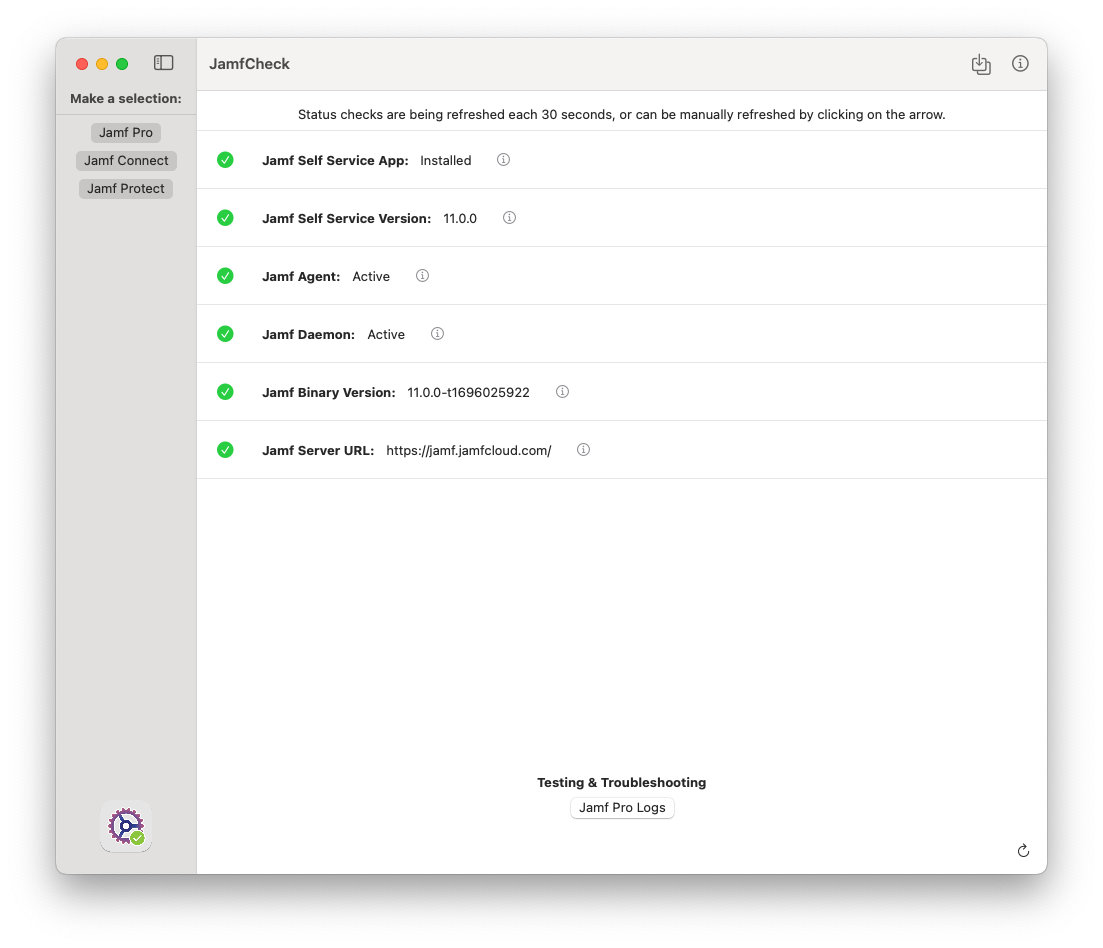 JamfCheck
Make a selection:
Jamf Pro
Jamf Connect
Jamf Protect
Status checks are being refreshed each 30 seconds, or can be manually refreshed by clicking on the arrow.
Jamf Self Service App: Installed
Jamf Self Service Version: 11.0.0
Jamf Agent: Active
Jamf Daemon: Active
Jamf Binary Version: 11.0.0-t1696025922
Jamf Server URL: https://jamf.jamfcloud.com/
Testing & Troubleshooting
Jamf Pro Logs